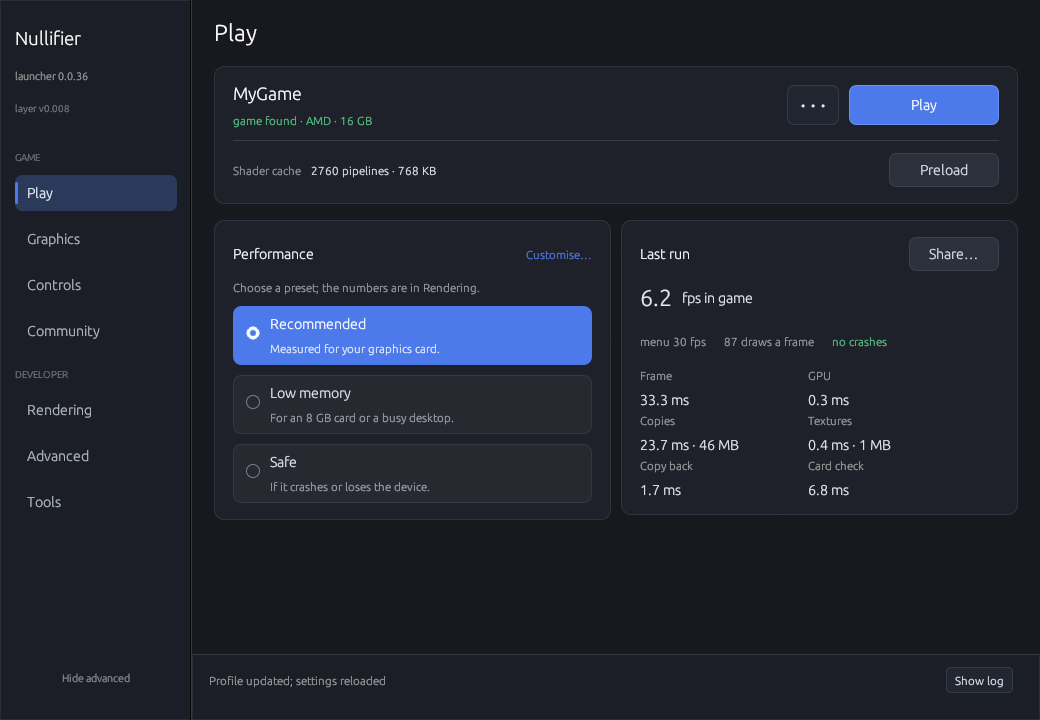 Nullifier
launcher 0.0.36
layer v0.008
GAME
Play
Graphics
Controls
Community
DEVELOPER
Rendering
Advanced
Tools
Hide advanced
Play
MyGame
game found · AMD · 16 GB
...
Play
Shader cache 2760 pipelines · 768 KB
Preload
Performance
Customise...
Choose a preset; the numbers are in Rendering.
Recommended
Measured for your graphics card.
Low memory
For an 8 GB card or a busy desktop.
Safe
If it crashes or loses the device.
Last run
Share...
6.2 fps in game
menu 30 fps 87 draws a frame no crashes
Frame GPU
33.3 ms 0.3 ms
Copies Textures
23.7 ms · 46 MB 0.4 ms · 1 MB
Copy back Card check
1.7 ms 6.8 ms
Profile updated; settings reloaded
Show log